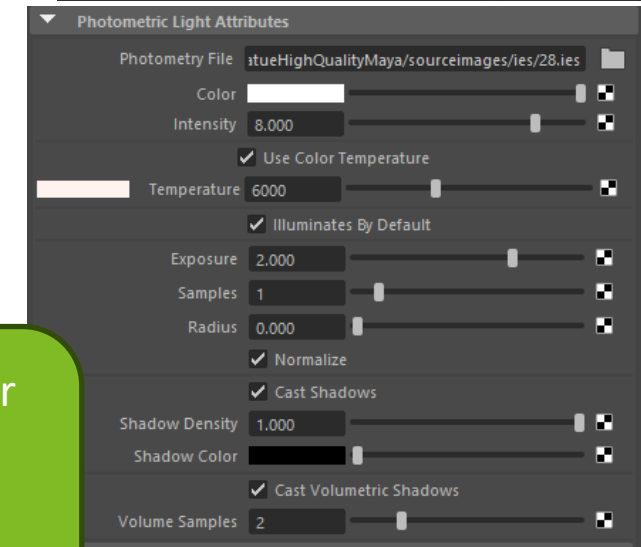 Photometric Light Attributes
Photometry File atueHighQualityMaya/sourceimages/ies/28.ies
Color
Intensity 8.000
Use Color Temperature
Temperature 6000
Illuminates By Default
Exposure 2.000
Samples 1
Radius 0.000
Normalize
r
Cast Shadows
Shadow Density 1.000
Shadow Color
Cast Volumetric Shadows
Volume Samples 2